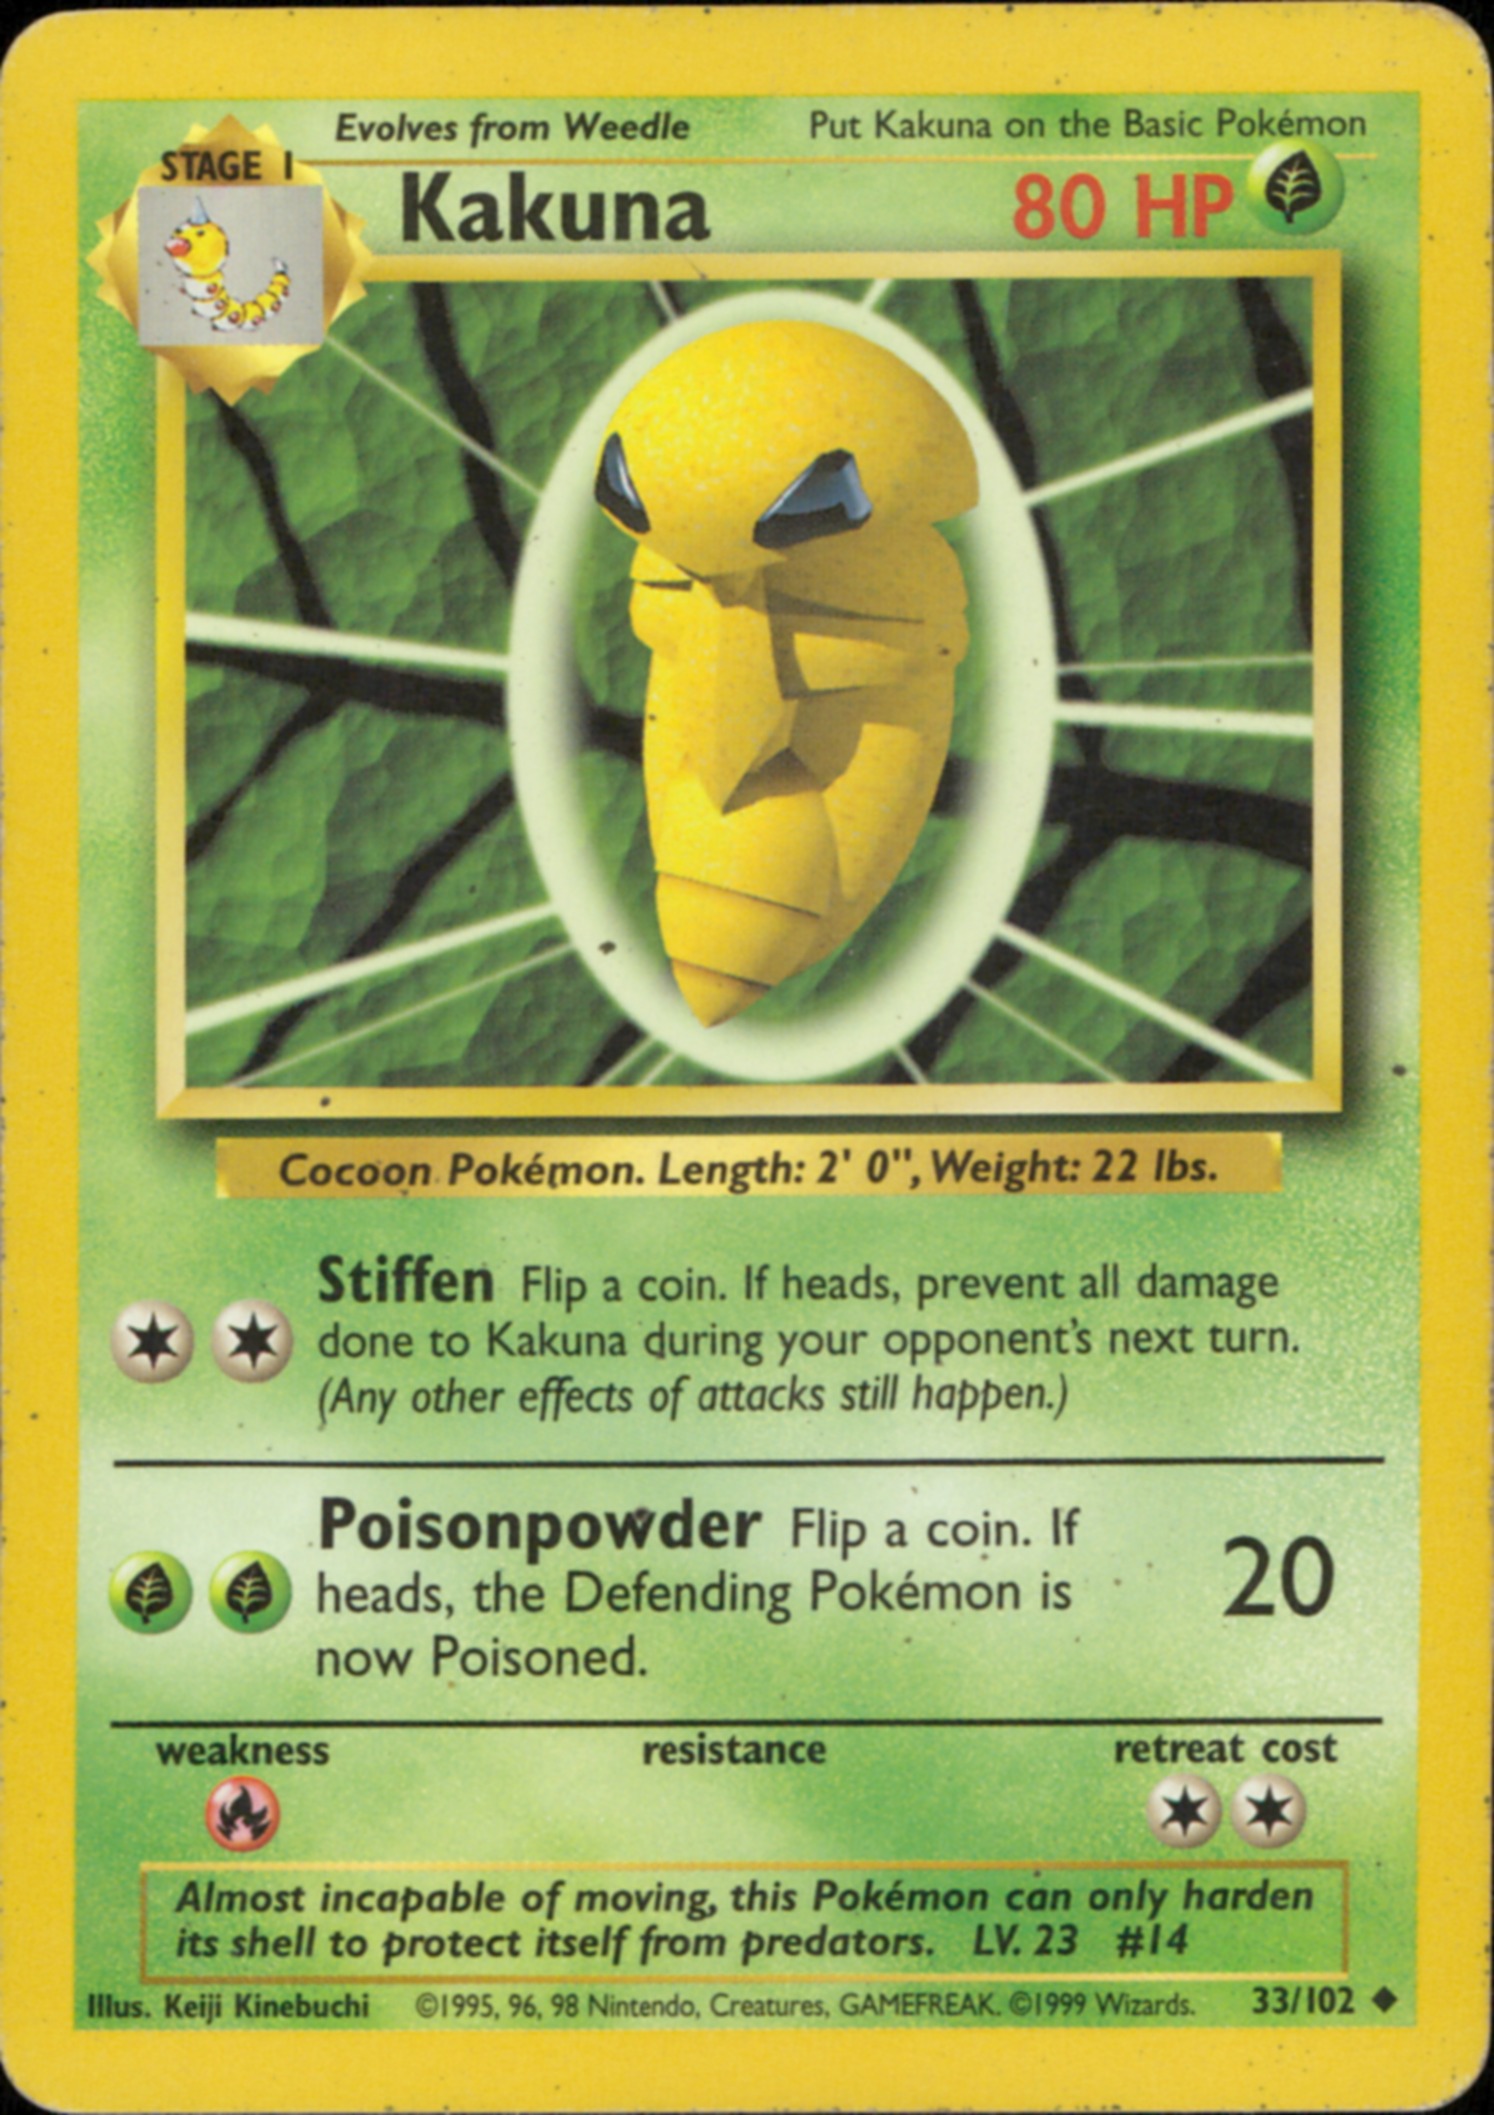 Evolves from Weedle Put Kakuna on the Basic Pokémon
STAGE 1
Kakuna 80 HP
Cocoon Pokémon. Length: 2' 0", Weight: 22 lbs.
Stiffen Flip a coin. If heads, prevent all damage
done to Kakuna during your opponent's next turn.
(Any other effects of attacks still happen.)
Poisonpowder Flip a coin. If
heads, the Defending Pokémon is
now Poisoned.
20
weakness resistance retreat cost
Almost incapable of moving, this Pokémon can only harden
its shell to protect itself from predators. LV. 23 #14
Illus. Keiji Kinebuchi ©1995, 96, 98 Nintendo, Creatures, GAMEFREAK. ©1999 Wizards. 33/102